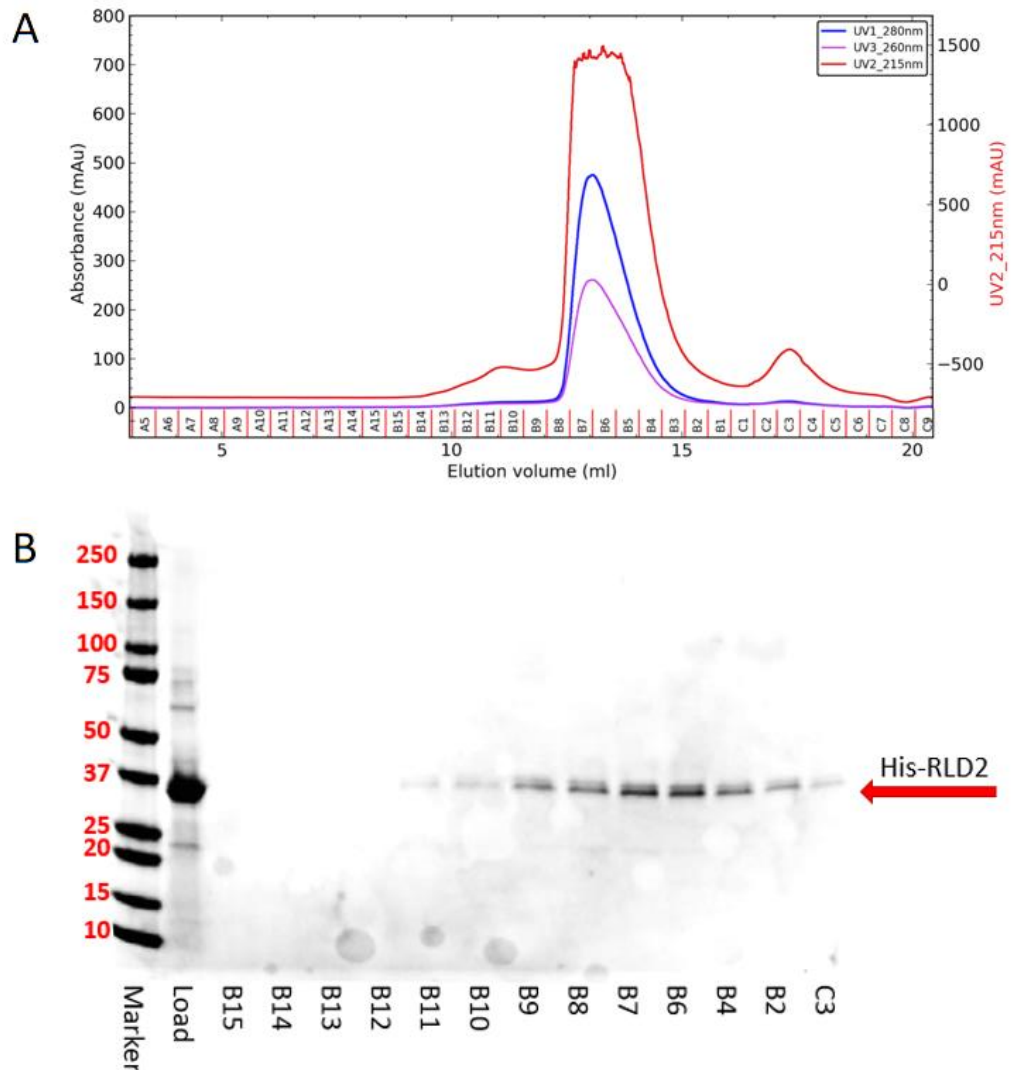 A
800
700
600
500
400
300
200
100
0
Absorbance (mAu)
UV1_280nm
UV3_260nm
UV2_215nm
1500
1000
500
0
−500
UV2_215nm (mAU)
A5 A6 A7 A8 A9 A10 A11 A12 A13 A14 A15 B15 B14 B13 B12 B11 B10 B9 B8 B7 B6 B5 B4 B3 B2 B1 C1 C2 C3 C4 C5 C6 C7 C8 C9
5 10 15 20
Elution volume (ml)
B
250
150
100
75
50
37
25
20
15
10
His-RLD2
Marker Load B15 B14 B13 B12 B11 B10 B9 B8 B7 B6 B4 B2 C3